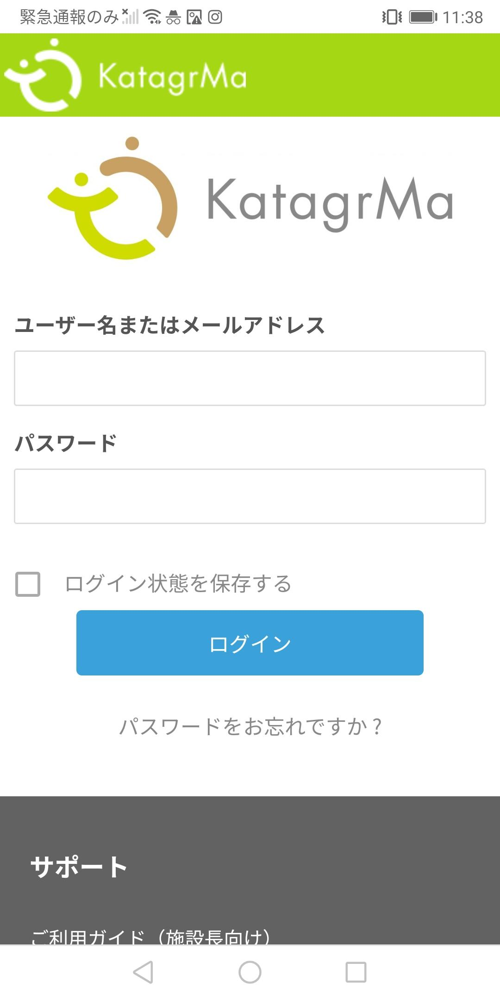 緊急通報のみ 11:38
KatagrMa
KatagrMa
ユーザー名またはメールアドレス
パスワード
ログイン状態を保存する
ログイン
パスワードをお忘れですか ?
サポート
ご利用ガイド（施設長向け）